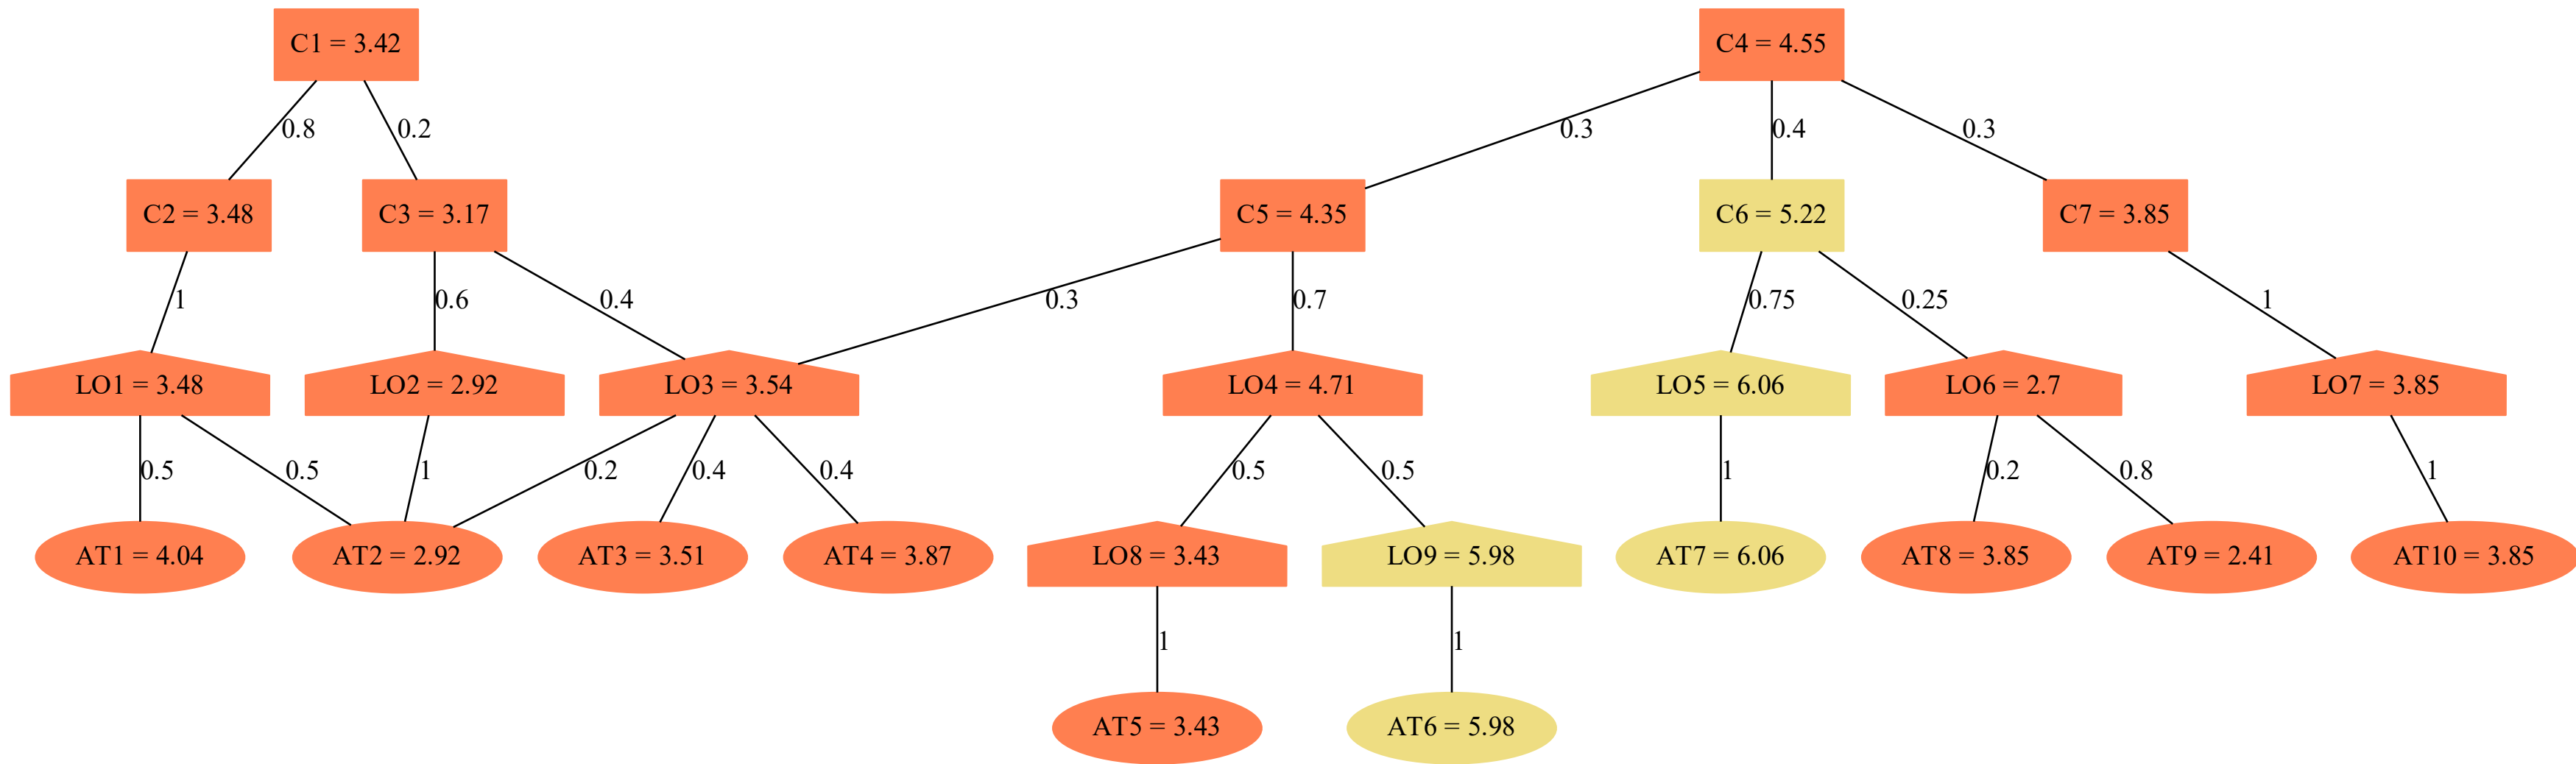 C1 = 3.42
C4 = 4.55
0.8
0.2
0.3
0.4
0.3
C2 = 3.48
C3 = 3.17
C5 = 4.35
C6 = 5.22
C7 = 3.85
1
0.6
0.4
0.3
0.7
0.75
0.25
1
LO1 = 3.48
LO2 = 2.92
LO3 = 3.54
LO4 = 4.71
LO5 = 6.06
LO6 = 2.7
LO7 = 3.85
0.5
0.5
1
0.2
0.4
0.4
0.5
0.5
1
0.2
0.8
1
AT1 = 4.04
AT2 = 2.92
AT3 = 3.51
AT4 = 3.87
LO8 = 3.43
LO9 = 5.98
AT7 = 6.06
AT8 = 3.85
AT9 = 2.41
AT10 = 3.85
1
1
AT5 = 3.43
AT6 = 5.98